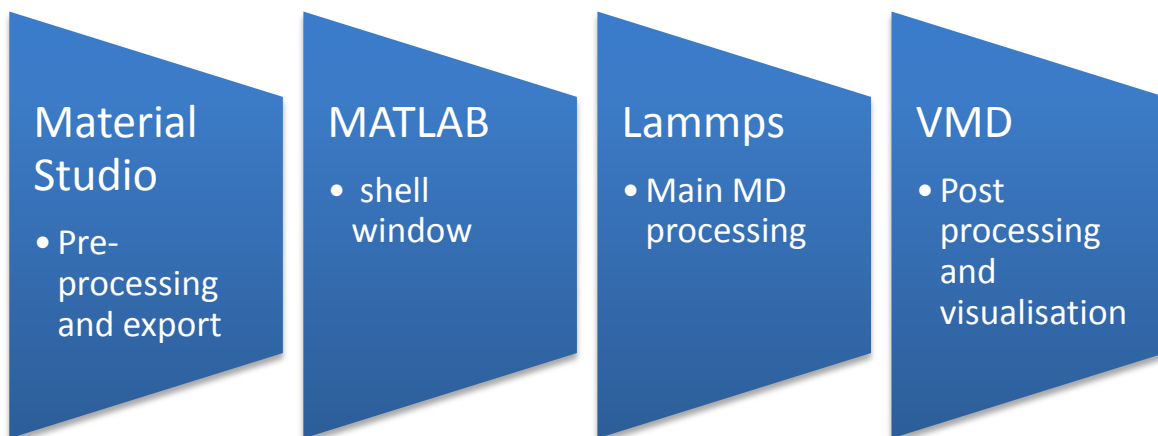 Material
Studio
• Pre-
processing
and export
MATLAB
• shell
window
Lammps
• Main MD
processing
VMD
• Post
processing
and
visualisation